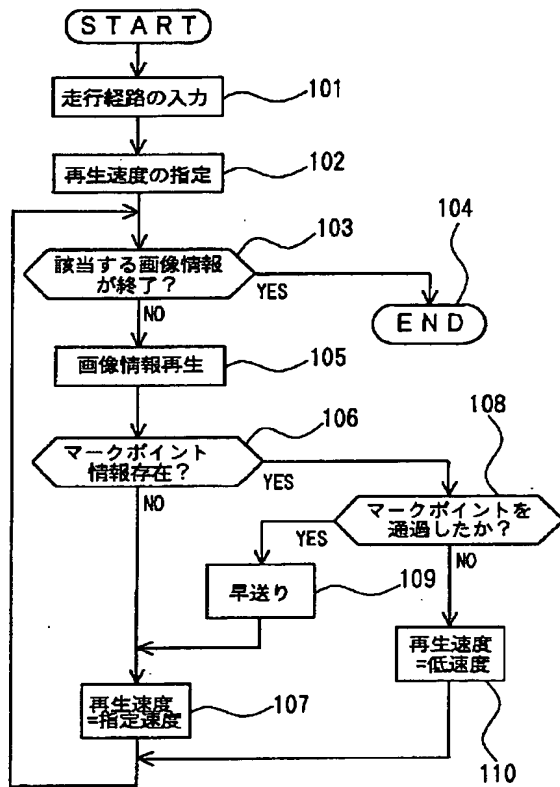 START
走行経路の入力
101
再生速度の指定
102
103
104
該当する画像情報
が終了?
YES
END
NO
画像情報再生
105
106
108
マークポイント
情報存在?
YES
NO
マークポイントを
通過したか?
YES
NO
早送り
109
再生速度
=低速度
再生速度
=指定速度
107
110